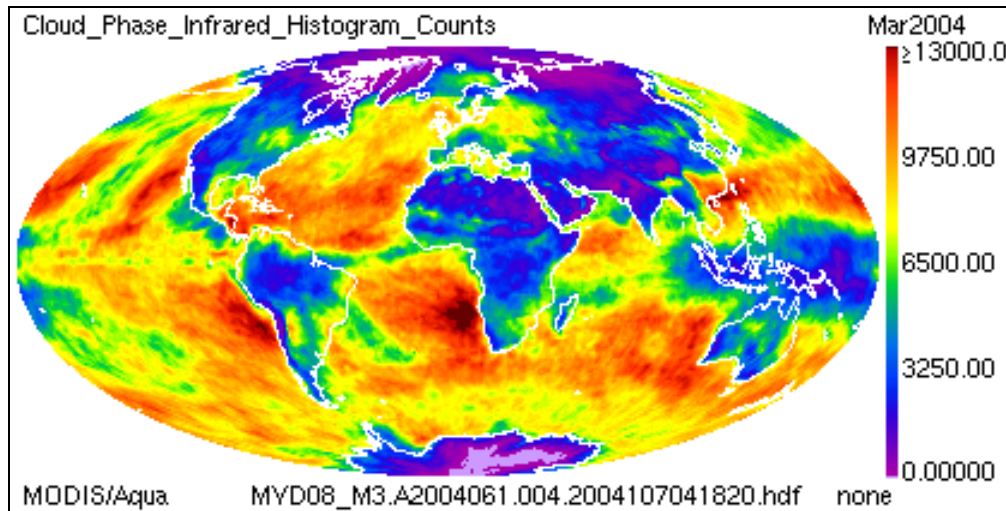 Cloud_Phase_Infrared_Histogram_Counts Mar2004
≥13000.0
9750.00
6500.00
3250.00
0.00000
MODIS/Aqua MYD08_M3.A2004061.004.2004107041820.hdf none